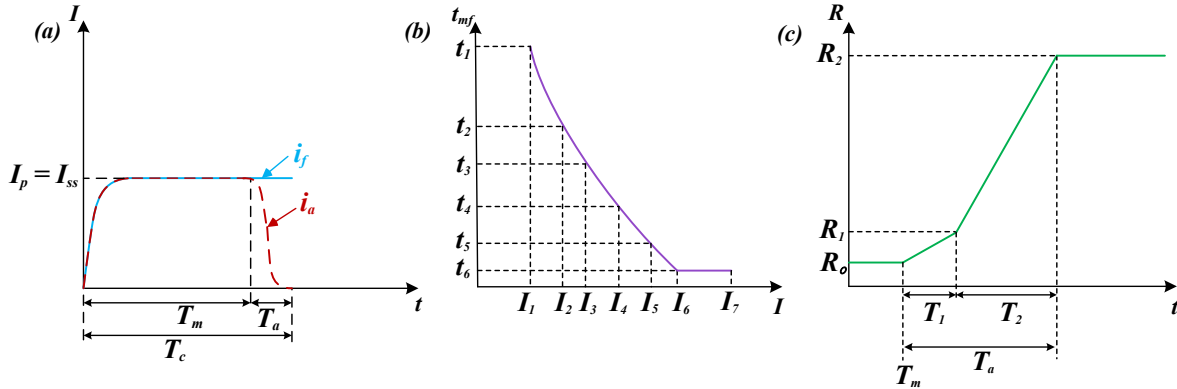 (a)
I
I_p = I_ss
i_f
i_a
t
T_m
T_a
T_c
(b)
t_mf
t_1
t_2
t_3
t_4
t_5
t_6
I_1 I_2 I_3 I_4 I_5 I_6 I_7
I
(c)
R
R_2
R_1
R_o
t
T_1 T_2
T_a
T_m